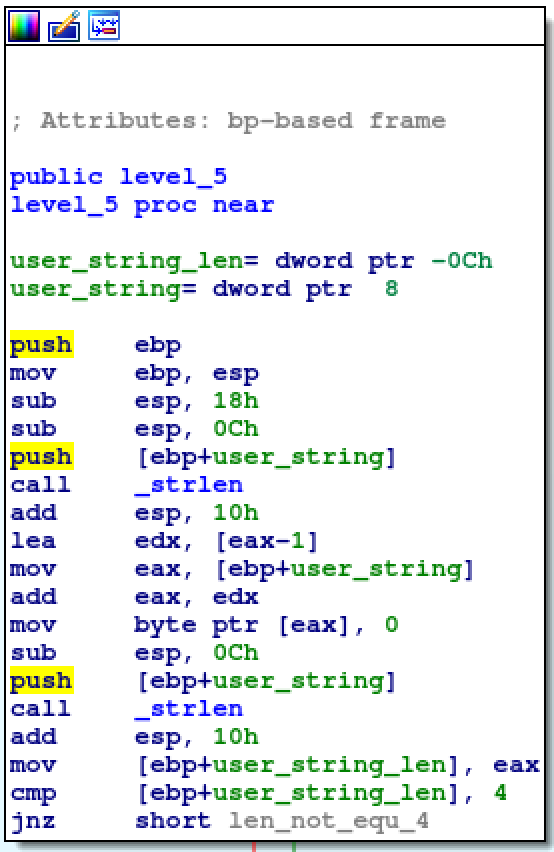 ; Attributes: bp-based frame
public level_5
level_5 proc near
user_string_len= dword ptr -0Ch
user_string= dword ptr  8
push    ebp
mov     ebp, esp
sub     esp, 18h
sub     esp, 0Ch
push    [ebp+user_string]
call    _strlen
add     esp, 10h
lea     edx, [eax-1]
mov     eax, [ebp+user_string]
add     eax, edx
mov     byte ptr [eax], 0
sub     esp, 0Ch
push    [ebp+user_string]
call    _strlen
add     esp, 10h
mov     [ebp+user_string_len], eax
cmp     [ebp+user_string_len], 4
jnz     short len_not_equ_4